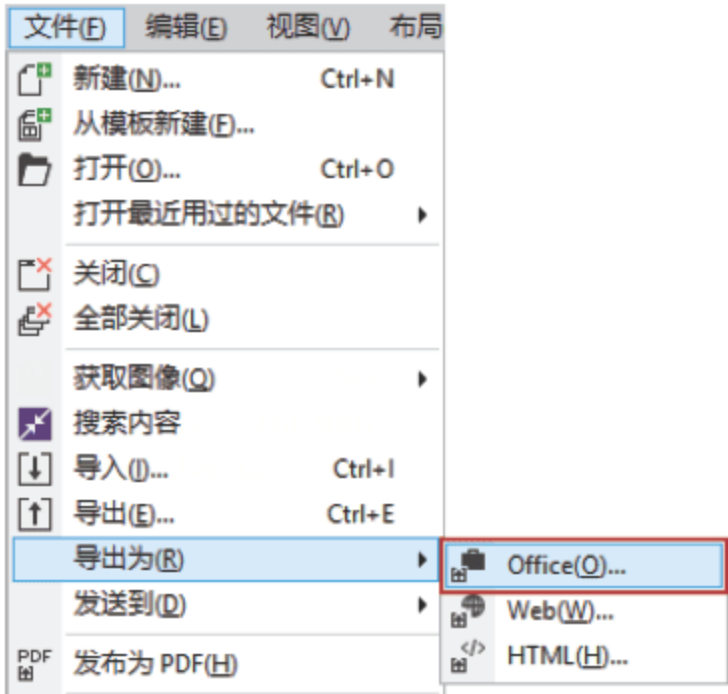 文件(F) 编辑(E) 视图(V) 布局
新建(N)... Ctrl+N
从模板新建(F)...
打开(O)... Ctrl+O
打开最近用过的文件(R)
关闭(C)
全部关闭(L)
获取图像(Q)
搜索内容
导入(I)... Ctrl+I
导出(E)... Ctrl+E
导出为(R) Office(O)...
发送到(D) Web(W)...
PDF 发布为 PDF(H) HTML(H)...